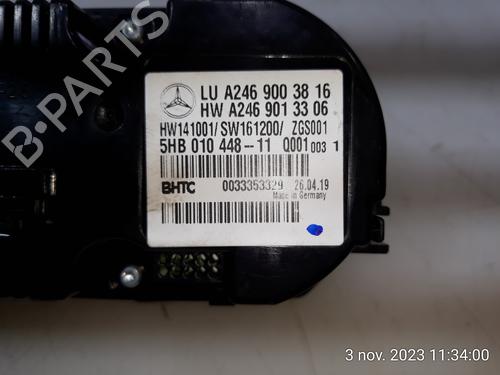 LU A246 900 38 16
HW A246 901 33 06
HW141001/SW161200/ ZGS001
5HB 010 448-11 Q001 003 1
BHTC 0033353329 26.04.19
Made in Germany
3 nov. 2023 11:34:00